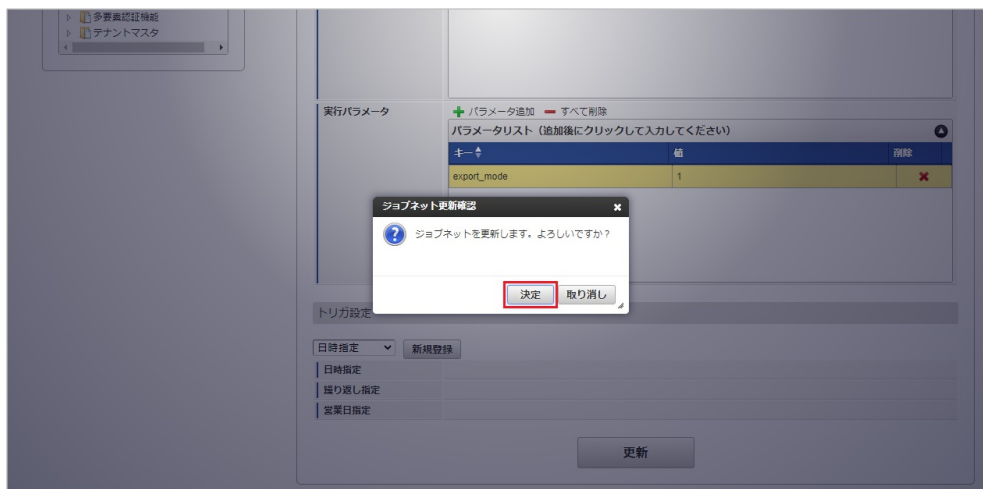 多要素認証機能
テナントマスタ
実行パラメータ
パラメータ追加 すべて削除
パラメータリスト（追加後にクリックして入力してください）
キー 値 削除
export_mode 1
ジョブネット更新確認
ジョブネットを更新します。よろしいですか？
決定 取り消し
トリガ設定
日時指定 新規登録
日時指定
繰り返し指定
営業日指定
更新